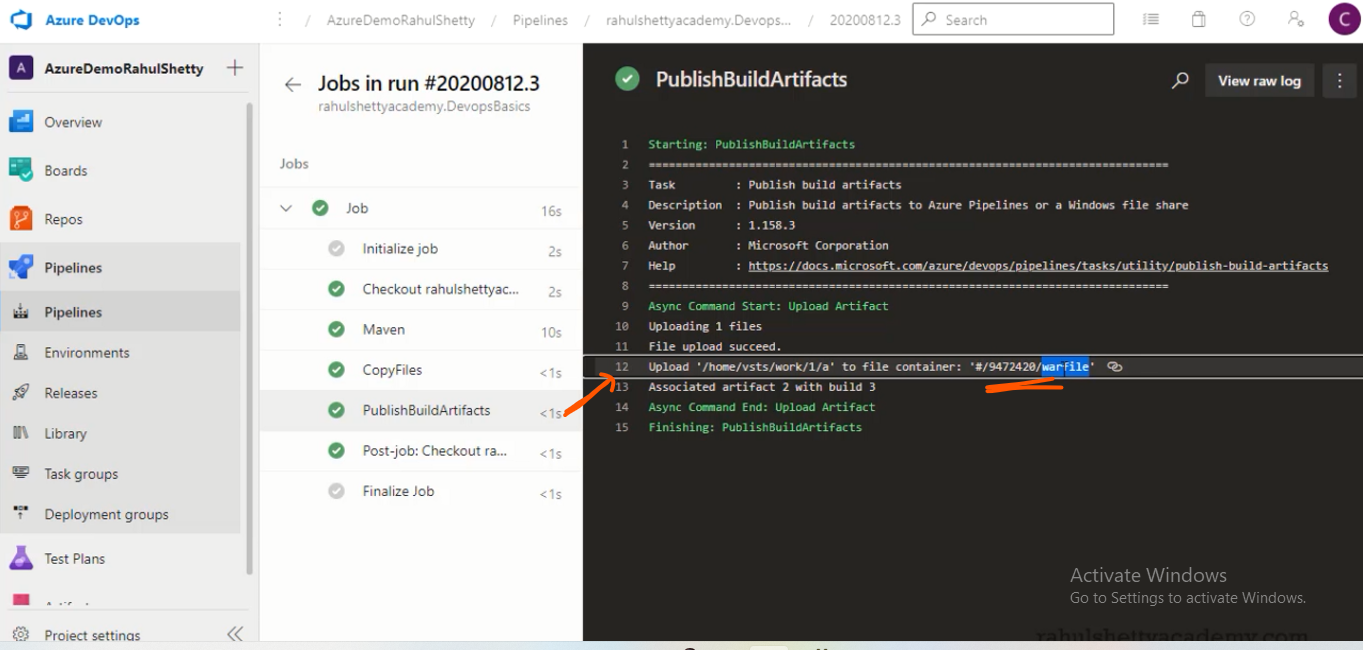 Azure DevOps
/ AzureDemoRahulShetty / Pipelines / rahulshettyacademy.Devops... / 20200812.3
Search
C
A AzureDemoRahulShetty +
Overview
Boards
Repos
Pipelines
Pipelines
Environments
Releases
Library
Task groups
Deployment groups
Test Plans
Project settings
Jobs in run #20200812.3
rahulshettyacademy.DevopsBasics
Jobs
Job 16s
Initialize job 2s
Checkout rahulshettyac... 2s
Maven 10s
CopyFiles <1s
PublishBuildArtifacts <1s
Post-job: Checkout ra... <1s
Finalize Job <1s
PublishBuildArtifacts
View raw log
1 Starting: PublishBuildArtifacts
2 ==============================================================================
3 Task : Publish build artifacts
4 Description : Publish build artifacts to Azure Pipelines or a Windows file share
5 Version : 1.158.3
6 Author : Microsoft Corporation
7 Help : https://docs.microsoft.com/azure/devops/pipelines/tasks/utility/publish-build-artifacts
8 ==============================================================================
9 Async Command Start: Upload Artifact
10 Uploading 1 files
11 File upload succeed.
12 Upload '/home/vsts/work/1/a' to file container: '#/9472420/warfile'
13 Associated artifact 2 with build 3
14 Async Command End: Upload Artifact
15 Finishing: PublishBuildArtifacts
Activate Windows
Go to Settings to activate Windows.
rahulshettyacademy.com